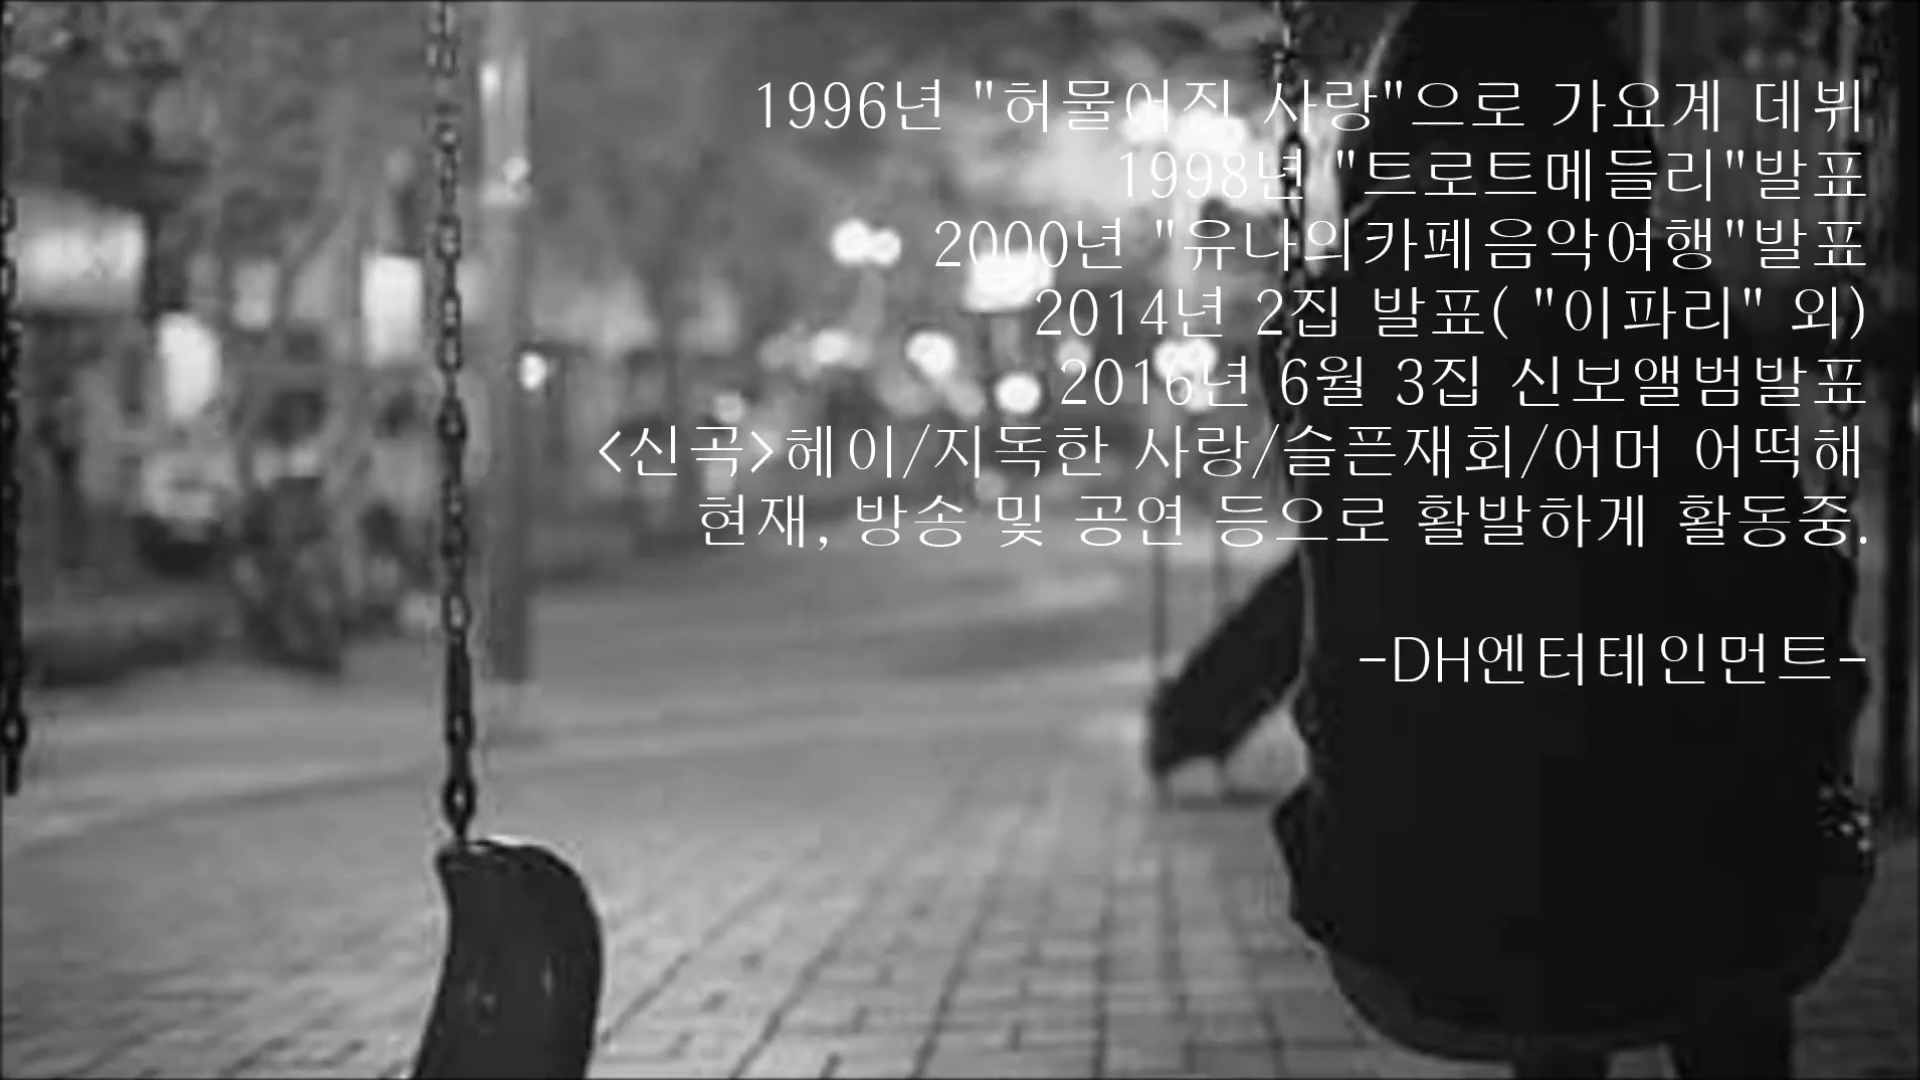 1996년 "허물어진 사랑"으로 가요계 데뷔
1998년 "트로트메들리"발표
2000년 "유나의카페음악여행"발표
2014년 2집 발표( "이파리" 외)
2016년 6월 3집 신보앨범발표
<신곡>헤이/지독한 사랑/슬픈재회/어머 어떡해
현재, 방송 및 공연 등으로 활발하게 활동중.
-DH엔터테인먼트-